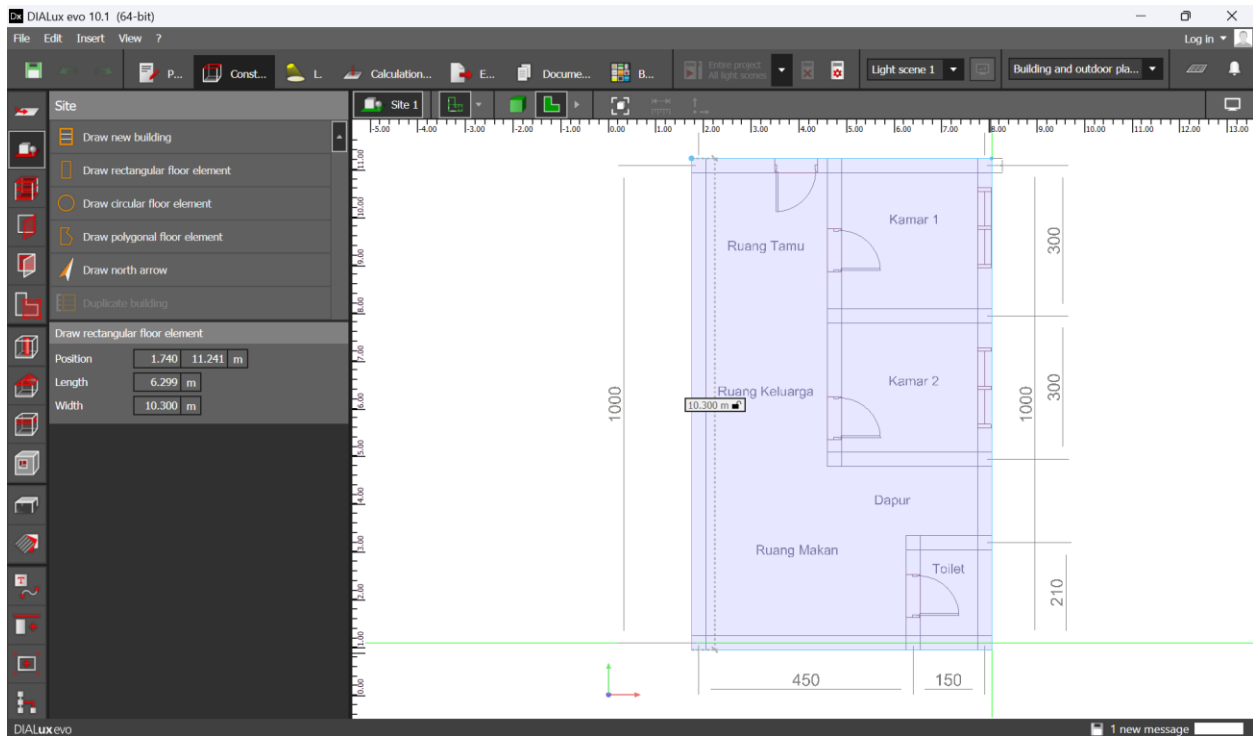 DIALux evo 10.1 (64-bit)
File Edit Insert View ?
Log in
P... Const... L. Calculation... E... Docume... B... Entire project
All light scenes
Light scene 1 Building and outdoor pla...
Site
Site 1
Draw new building
Draw rectangular floor element
Draw circular floor element
Draw polygonal floor element
Draw north arrow
Duplicate building
Draw rectangular floor element
Position 1.740 11.241 m
Length 6.299 m
Width 10.300 m
-5.00 -4.00 -3.00 -2.00 -1.00 0.00 1.00 2.00 3.00 4.00 5.00 6.00 7.00 8.00 9.00 10.00 11.00 12.00 13.00
11.00
10.00
9.00
8.00
7.00
6.00
5.00
4.00
3.00
2.00
1.00
0.00
Kamar 1
Ruang Tamu
300
Kamar 2
Ruang Keluarga
10.300 m
1000
1000
300
Dapur
Ruang Makan
Toilet
210
450 150
DIALux evo
1 new message